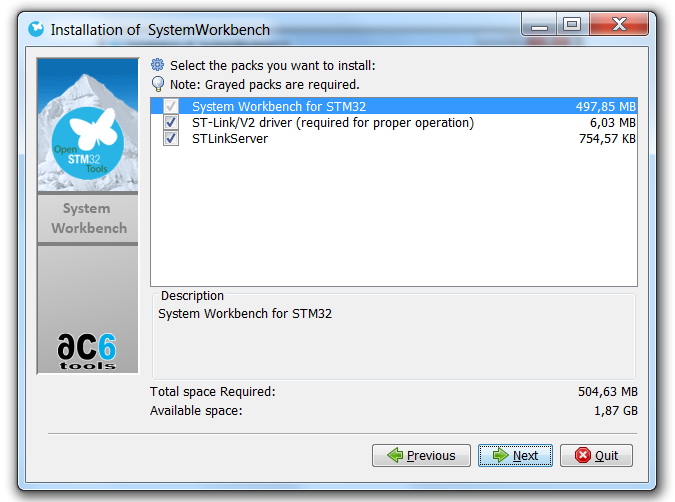 Installation of SystemWorkbench
Select the packs you want to install:
Note: Grayed packs are required.
System Workbench for STM32 497,85 MB
ST-Link/V2 driver (required for proper operation) 6,03 MB
STLinkServer 754,57 KB
Open
STM32
Tools
System
Workbench
ac6
tools
Description
System Workbench for STM32
Total space Required: 504,63 MB
Available space: 1,87 GB
Previous Next Quit